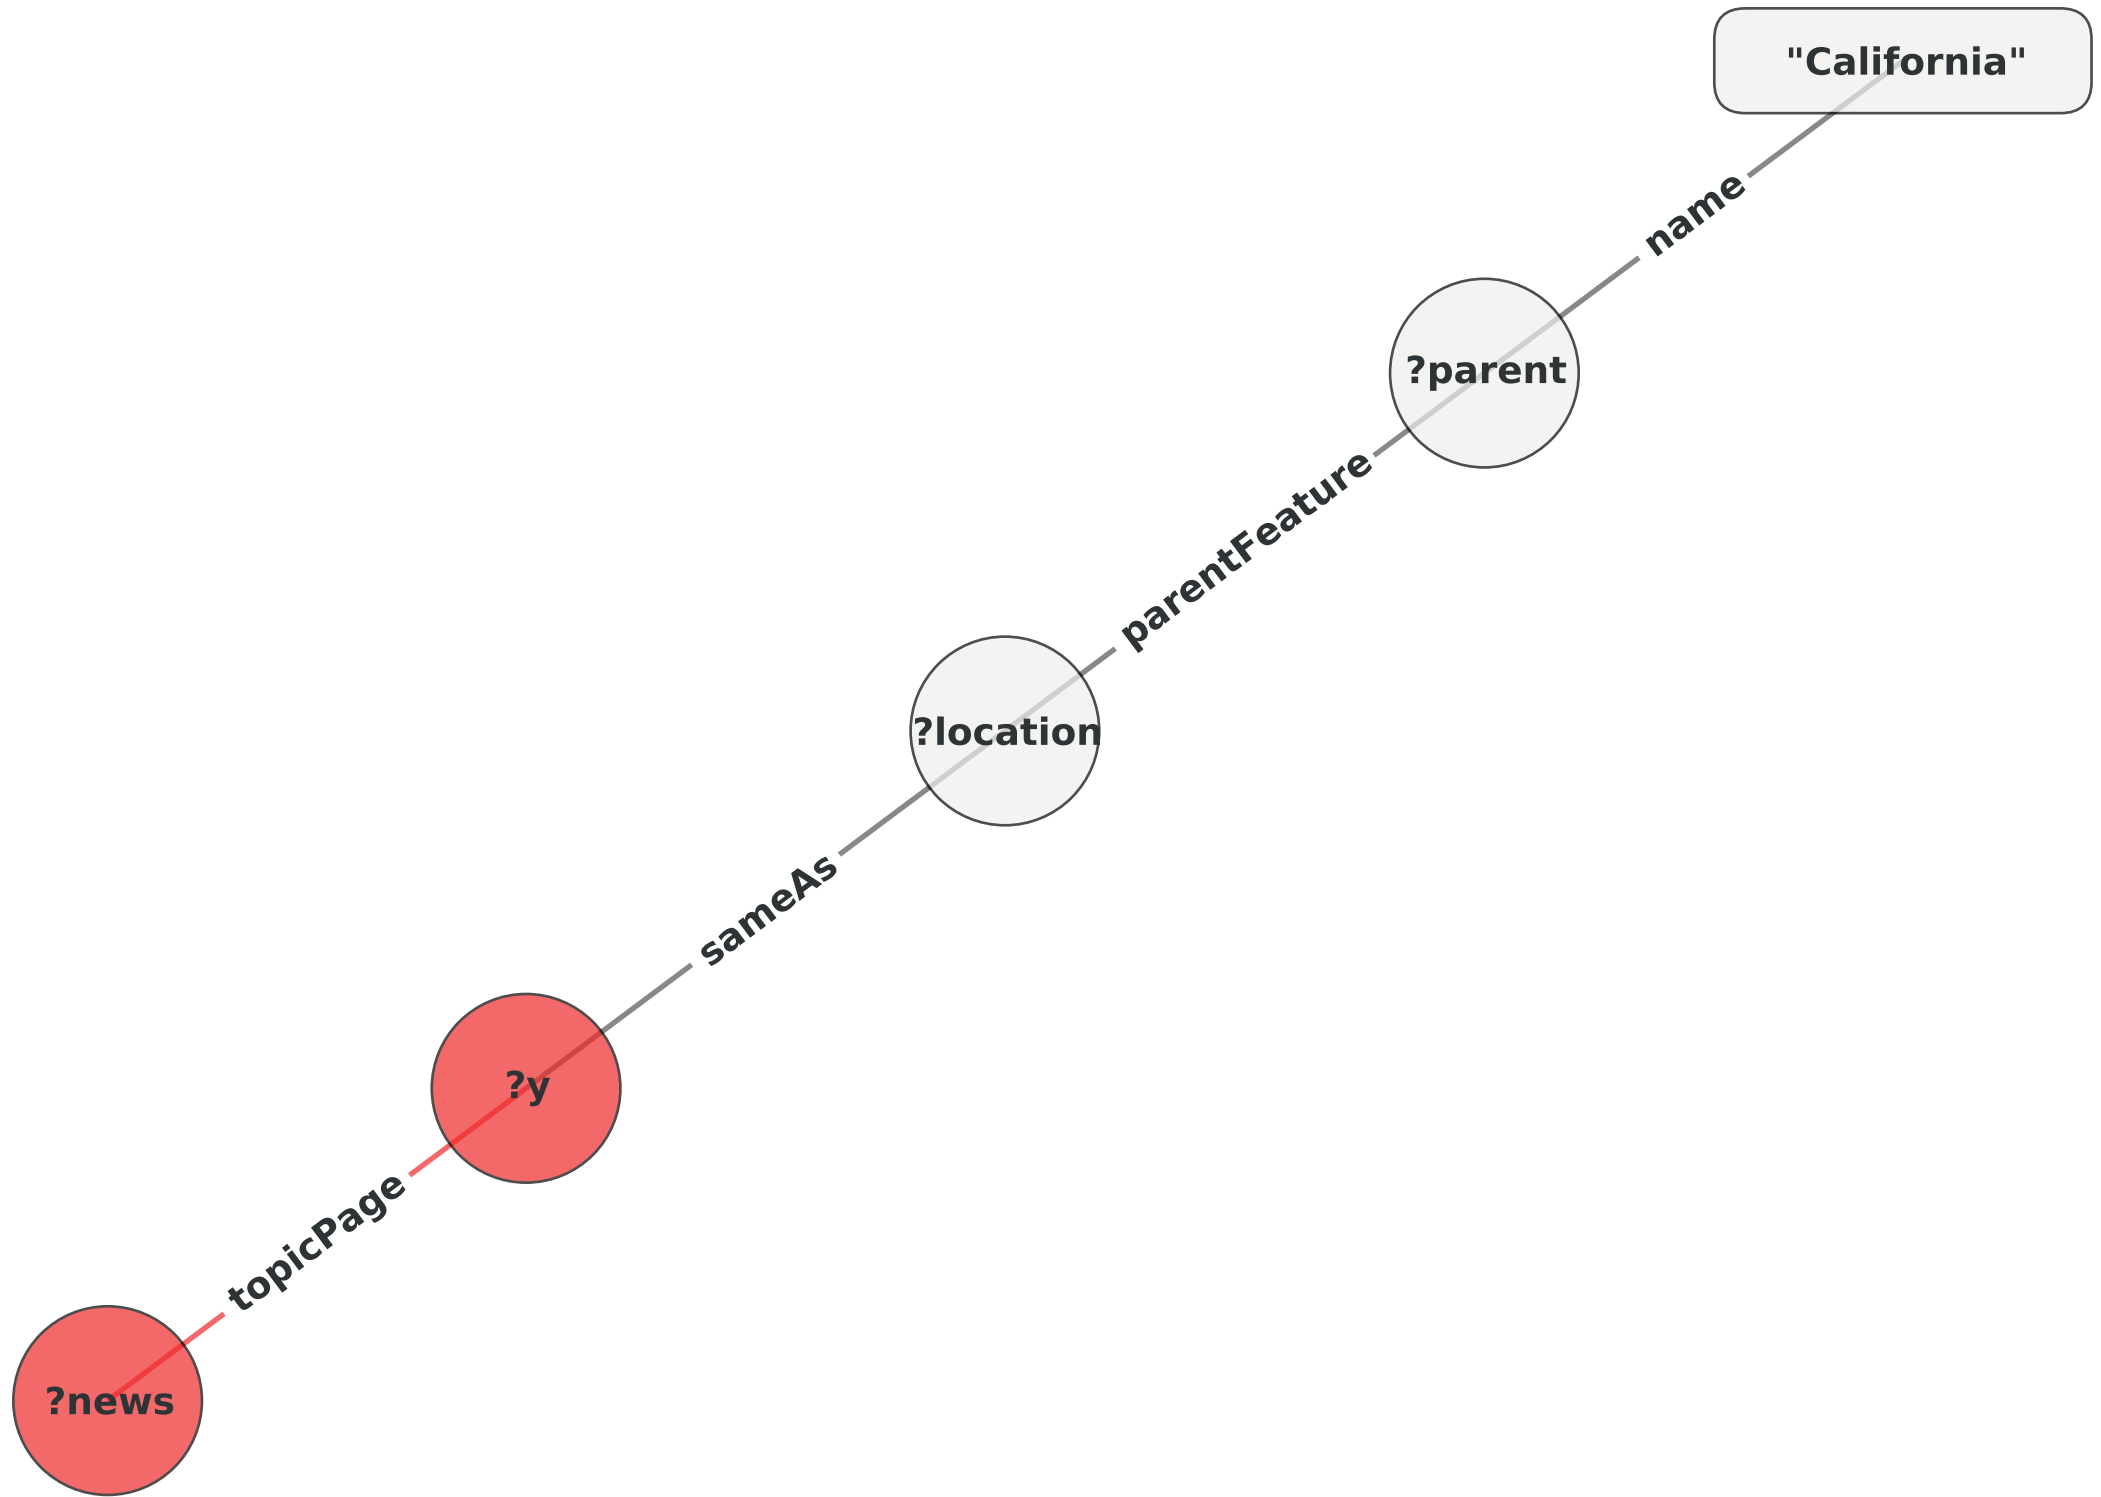 "California"
name
?parent
parentFeature
?location
sameAs
?y
topicPage
?news